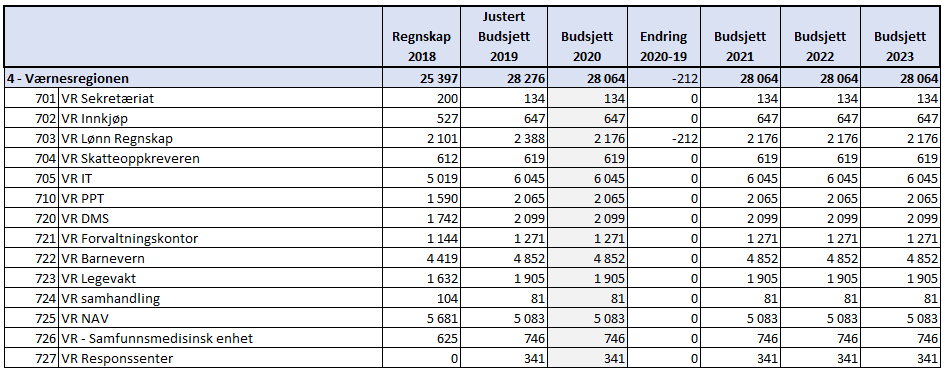 Regnskap 2018 Justert Budsjett 2019 Budsjett 2020 Endring 2020-19 Budsjett 2021 Budsjett 2022 Budsjett 2023
4 - Værnesregionen 25 397 28 276 28 064 -212 28 064 28 064 28 064
701 VR Sekretæriat 200 134 134 0 134 134 134
702 VR Innkjøp 527 647 647 0 647 647 647
703 VR Lønn Regnskap 2 101 2 388 2 176 -212 2 176 2 176 2 176
704 VR Skatteoppkreveren 612 619 619 0 619 619 619
705 VR IT 5 019 6 045 6 045 0 6 045 6 045 6 045
710 VR PPT 1 590 2 065 2 065 0 2 065 2 065 2 065
720 VR DMS 1 742 2 099 2 099 0 2 099 2 099 2 099
721 VR Forvaltningskontor 1 144 1 271 1 271 0 1 271 1 271 1 271
722 VR Barnevern 4 419 4 852 4 852 0 4 852 4 852 4 852
723 VR Legevakt 1 632 1 905 1 905 0 1 905 1 905 1 905
724 VR samhandling 104 81 81 0 81 81 81
725 VR NAV 5 681 5 083 5 083 0 5 083 5 083 5 083
726 VR - Samfunnsmedisinsk enhet 625 746 746 0 746 746 746
727 VR Responssenter 0 341 341 0 341 341 341